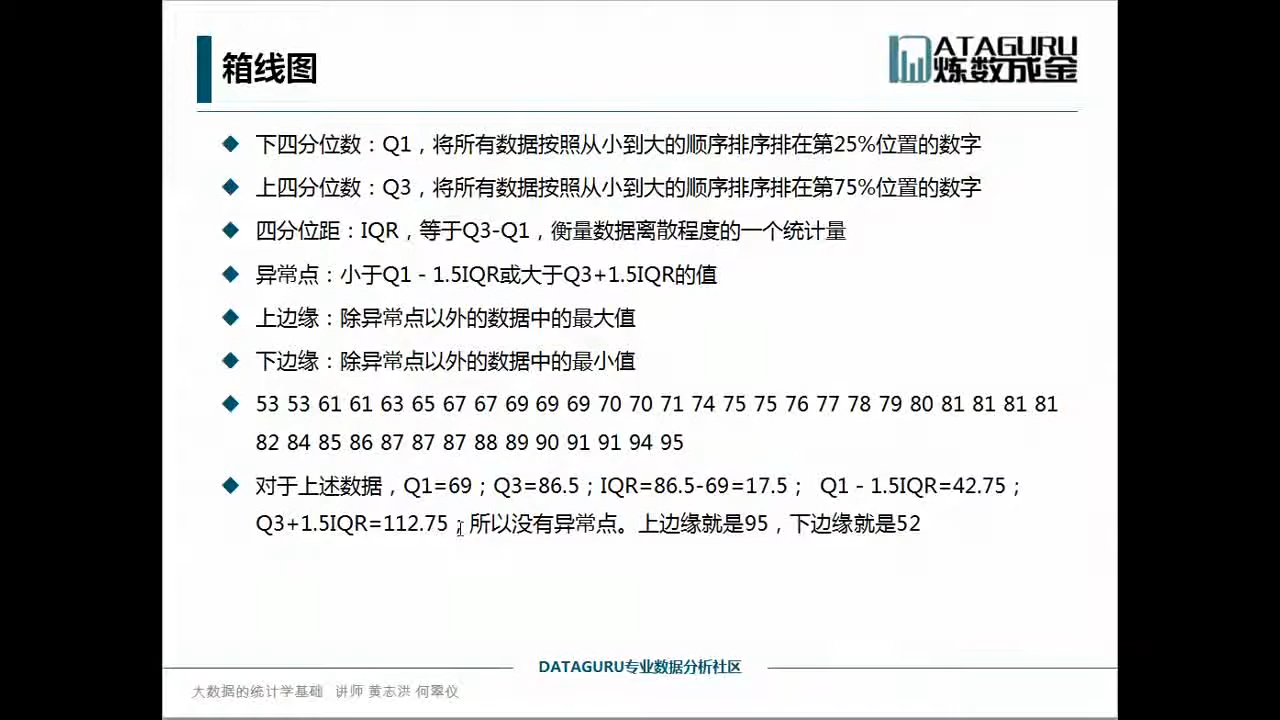 箱线图
DATAGURU
炼数成金
下四分位数：Q1，将所有数据按照从小到大的顺序排序排在第25%位置的数字
上四分位数：Q3，将所有数据按照从小到大的顺序排序排在第75%位置的数字
四分位距：IQR，等于Q3-Q1，衡量数据离散程度的一个统计量
异常点：小于Q1 - 1.5IQR或大于Q3+1.5IQR的值
上边缘：除异常点以外的数据中的最大值
下边缘：除异常点以外的数据中的最小值
53 53 61 61 63 65 67 67 69 69 69 70 70 71 74 75 75 76 77 78 79 80 81 81 81 81
82 84 85 86 87 87 87 88 89 90 91 91 94 95
对于上述数据，Q1=69；Q3=86.5；IQR=86.5-69=17.5； Q1 - 1.5IQR=42.75；
Q3+1.5IQR=112.75；所以没有异常点。上边缘就是95，下边缘就是52
DATAGURU专业数据分析社区
大数据的统计学基础 讲师 黄志洪 何翠仪